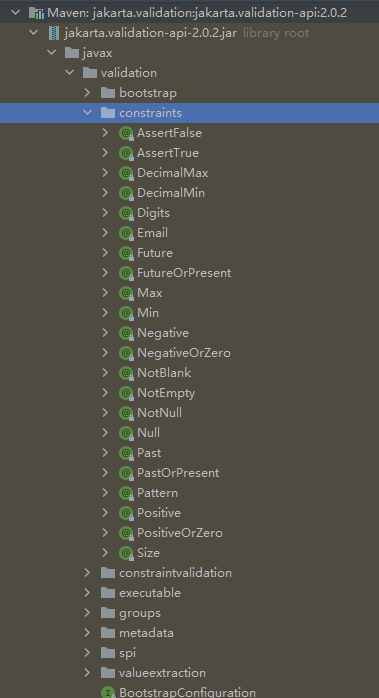 Maven: jakarta.validation:jakarta.validation-api:2.0.2
jakarta.validation-api-2.0.2.jar library root
javax
validation
bootstrap
constraints
AssertFalse
AssertTrue
DecimalMax
DecimalMin
Digits
Email
Future
FutureOrPresent
Max
Min
Negative
NegativeOrZero
NotBlank
NotEmpty
NotNull
Null
Past
PastOrPresent
Pattern
Positive
PositiveOrZero
Size
constraintvalidation
executable
groups
metadata
spi
valueextraction
BootstrapConfiguration